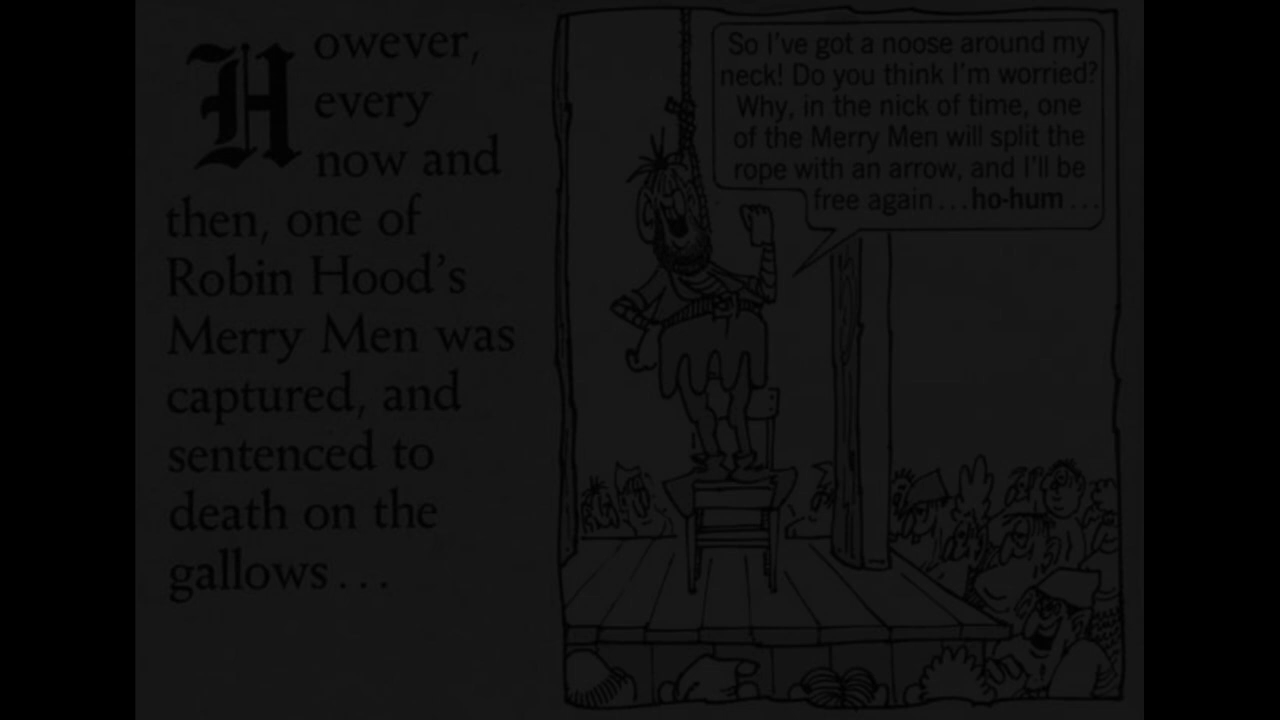 However,
every
now and
then, one of
Robin Hood's
Merry Men was
captured, and
sentenced to
death on the
gallows...
So I've got a noose around my
neck! Do you think I'm worried?
Why, in the nick of time, one
of the Merry Men will split the
rope with an arrow, and I'll be
free again...ho-hum...